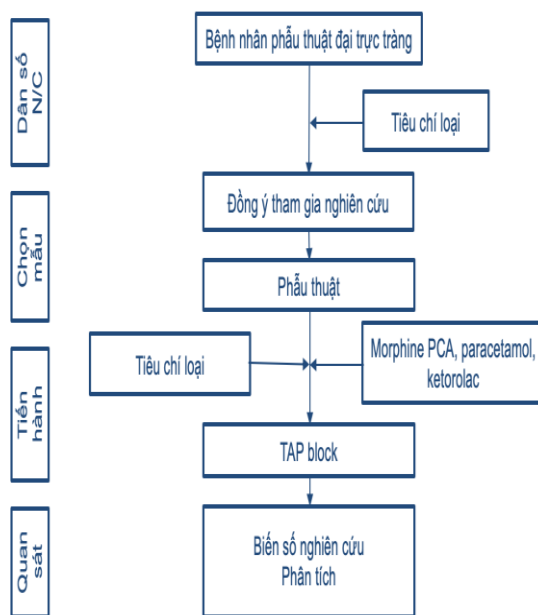 Dân số
N/C
Bệnh nhân phẫu thuật đại trực tràng
Tiêu chí loại
Đồng ý tham gia nghiên cứu
Chọn
mẫu
Phẫu thuật
Tiến
hành
Tiêu chí loại
Morphine PCA, paracetamol,
ketorolac
TAP block
Quan
sát
Biến số nghiên cứu
Phân tích